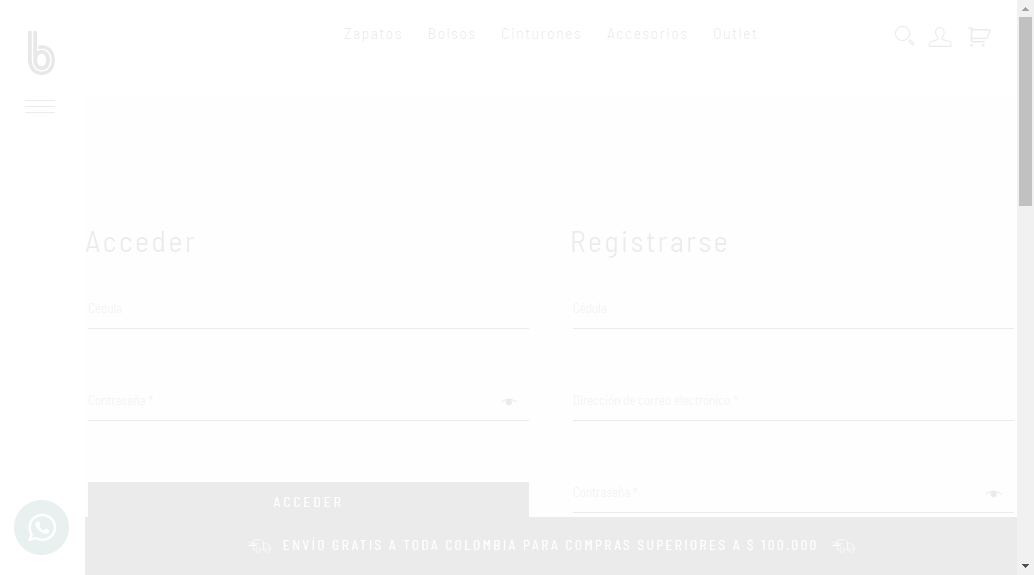 b
Zapatos Bolsos Cinturones Accesorios Outlet
Acceder
Registrarse
Cédula
Cédula
Contraseña *
Dirección de correo electrónico *
ACCEDER
Contraseña *
ENVÍO GRATIS A TODA COLOMBIA PARA COMPRAS SUPERIORES A $ 100.000